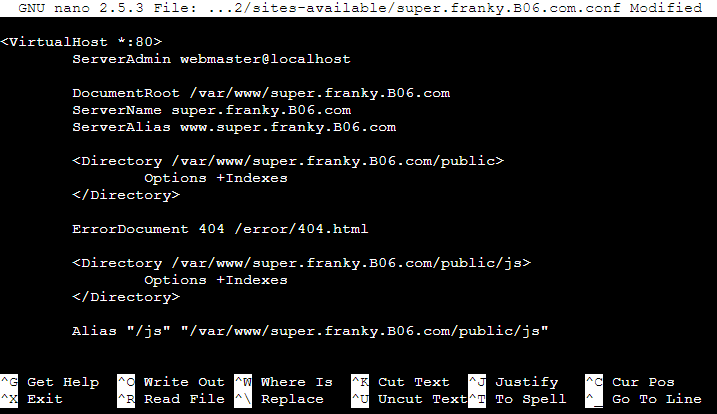 GNU nano 2.5.3 File: ...2/sites-available/super.franky.B06.com.conf Modified
<VirtualHost *:80>
ServerAdmin webmaster@localhost
DocumentRoot /var/www/super.franky.B06.com
ServerName super.franky.B06.com
ServerAlias www.super.franky.B06.com
<Directory /var/www/super.franky.B06.com/public>
Options +Indexes
</Directory>
ErrorDocument 404 /error/404.html
<Directory /var/www/super.franky.B06.com/public/js>
Options +Indexes
</Directory>
Alias "/js" "/var/www/super.franky.B06.com/public/js"
^G Get Help ^O Write Out ^W Where Is ^K Cut Text ^J Justify ^C Cur Pos
^X Exit ^R Read File ^\ Replace ^U Uncut Text ^T To Spell ^_ Go To Line